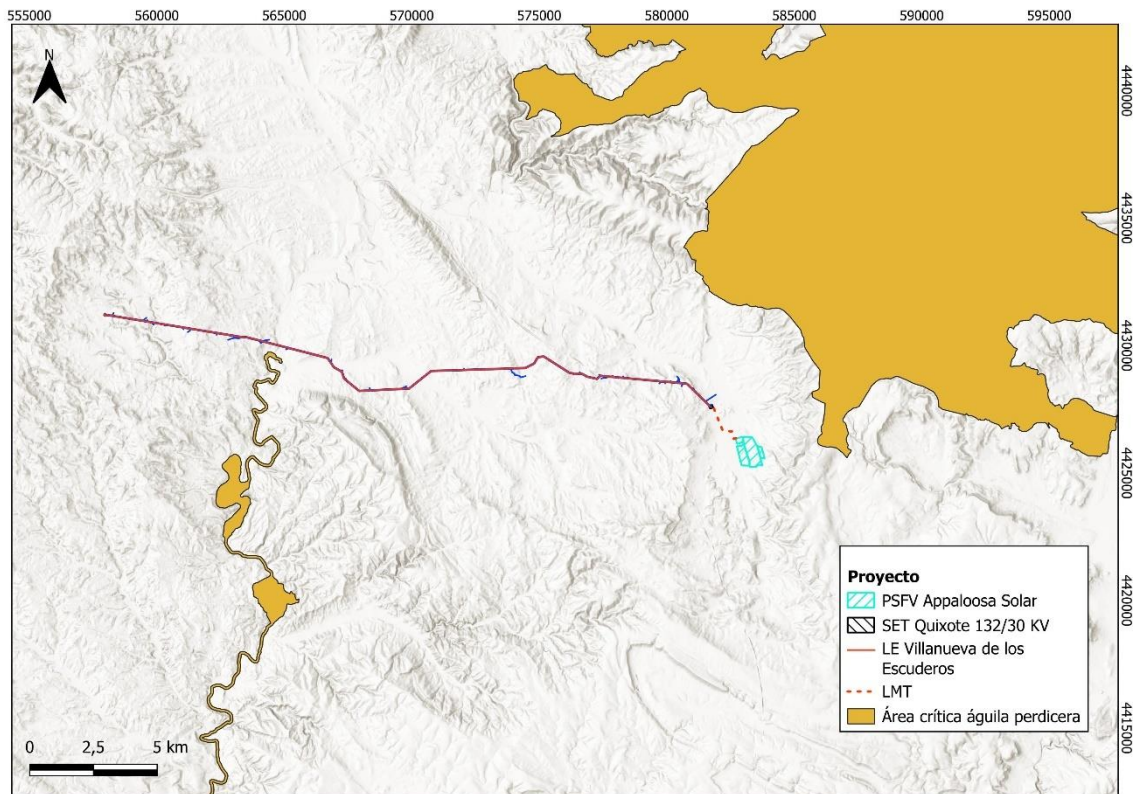 555000 560000 565000 570000 575000 580000 585000 590000 595000
N
4440000
4435000
4430000
4425000
4420000
4415000
Proyecto
PSFV Appaloosa Solar
SET Quixote 132/30 KV
LE Villanueva de los
Escuderos
LMT
Área crítica águila perdicera
0 2,5 5 km